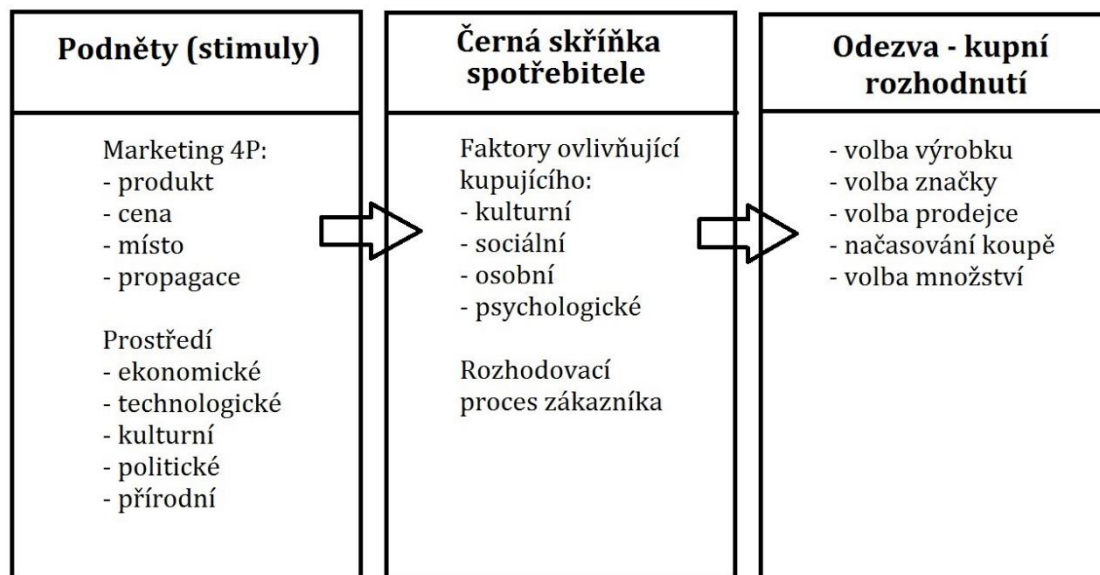 Podněty (stimuly)
Marketing 4P:
- produkt
- cena
- místo
- propagace
Prostředí
- ekonomické
- technologické
- kulturní
- politické
- přírodní
Černá skříňka
spotřebitele
Faktory ovlivňující
kupujícího:
- kulturní
- sociální
- osobní
- psychologické
Rozhodovací
proces zákazníka
Odezva - kupní
rozhodnutí
- volba výrobku
- volba značky
- volba prodejce
- načasování koupě
- volba množství